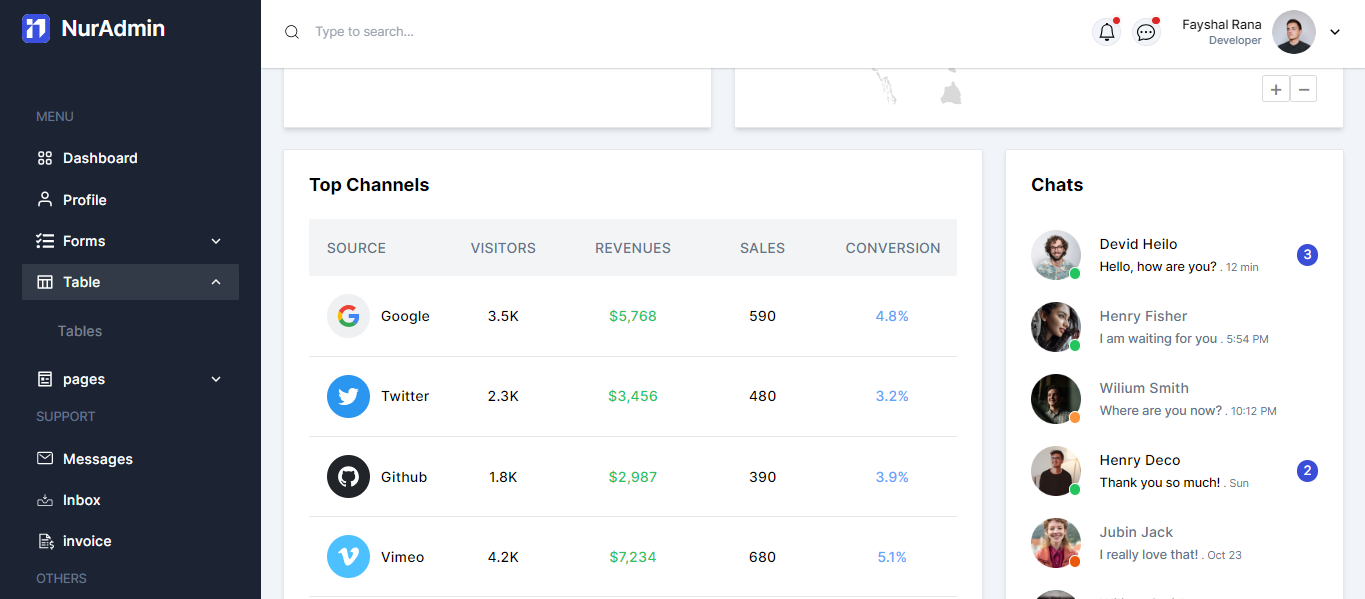 NurAdmin
Type to search...
Fayshal Rana
Developer
MENU
Dashboard
Profile
Forms
Table
Tables
pages
SUPPORT
Messages
Inbox
invoice
OTHERS
+ −
Top Channels
SOURCE VISITORS REVENUES SALES CONVERSION
Google 3.5K $5,768 590 4.8%
Twitter 2.3K $3,456 480 3.2%
Github 1.8K $2,987 390 3.9%
Vimeo 4.2K $7,234 680 5.1%
Chats
Devid Heilo
Hello, how are you? . 12 min
3
Henry Fisher
I am waiting for you . 5:54 PM
Wilium Smith
Where are you now? . 10:12 PM
Henry Deco
Thank you so much! . Sun
2
Jubin Jack
I really love that! . Oct 23